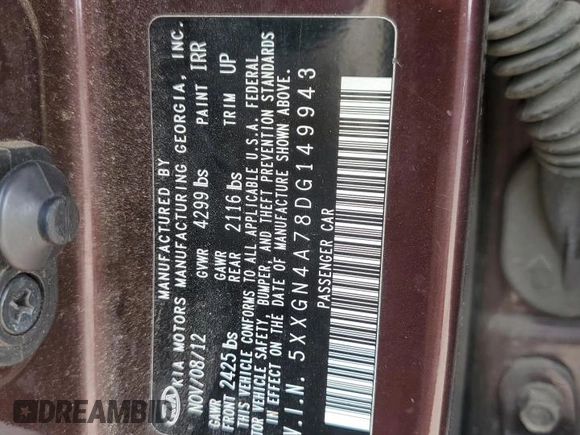 MANUFACTURED BY
KIA MOTORS MANUFACTURING GEORGIA, INC.
NOV/08/12 GVWR 4299 lbs PAINT IRR
GAWR FRONT 2425 lbs GAWR REAR 2116 lbs TRIM UP
THIS VEHICLE CONFORMS TO ALL APPLICABLE U.S.A. FEDERAL
MOTOR VEHICLE SAFETY, BUMPER, AND THEFT PREVENTION STANDARDS
IN EFFECT ON THE DATE OF MANUFACTURE SHOWN ABOVE.
V.I.N. 5XXGN4A78DG149943
PASSENGER CAR
DREAMBID